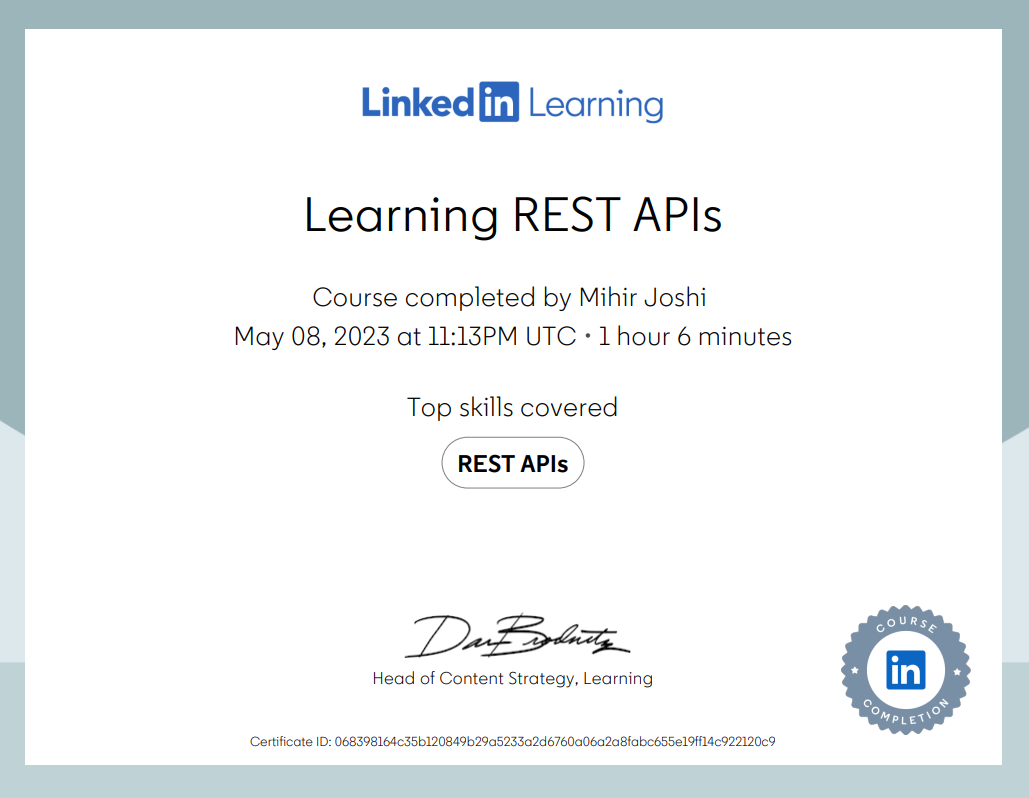 Linked in Learning
Learning REST APIs
Course completed by Mihir Joshi
May 08, 2023 at 11:13PM UTC • 1 hour 6 minutes
Top skills covered
REST APIs
Dan Brodnitz
Head of Content Strategy, Learning
COURSE
in
COMPLETION
Certificate ID: 068398164c35b120849b29a5233a2d6760a06a2a8fabc655e19ff14c922120c9